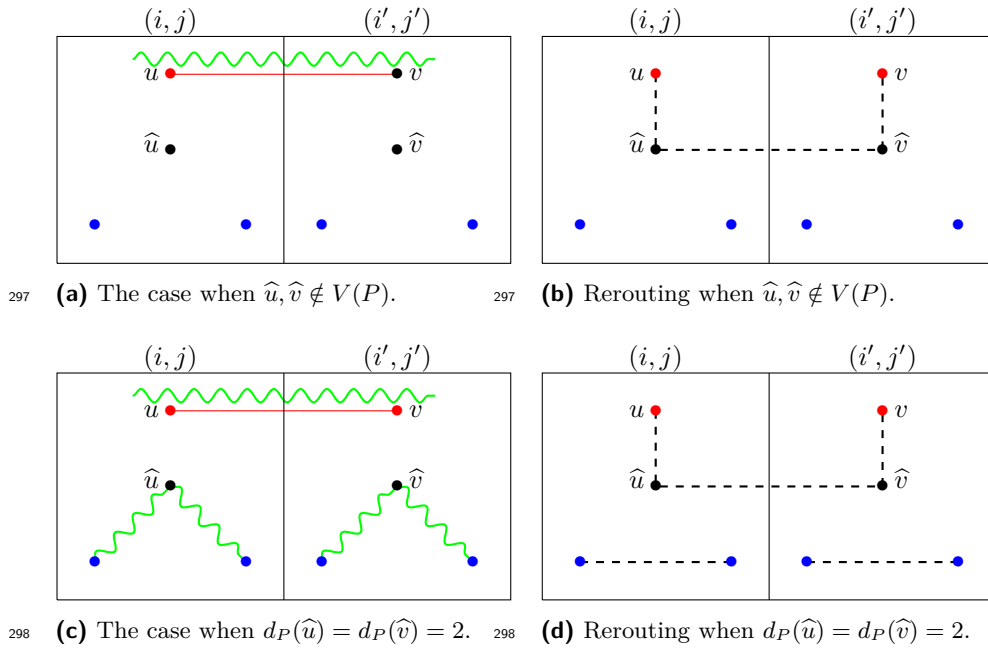 (i, j) (i′, j′) (i, j) (i′, j′)
u v u v
û v̂ û v̂
297 (a) The case when û, v̂ ∉ V(P). 297 (b) Rerouting when û, v̂ ∉ V(P).
(i, j) (i′, j′) (i, j) (i′, j′)
u v u v
û v̂ û v̂
298 (c) The case when d_P(û) = d_P(v̂) = 2. 298 (d) Rerouting when d_P(û) = d_P(v̂) = 2.